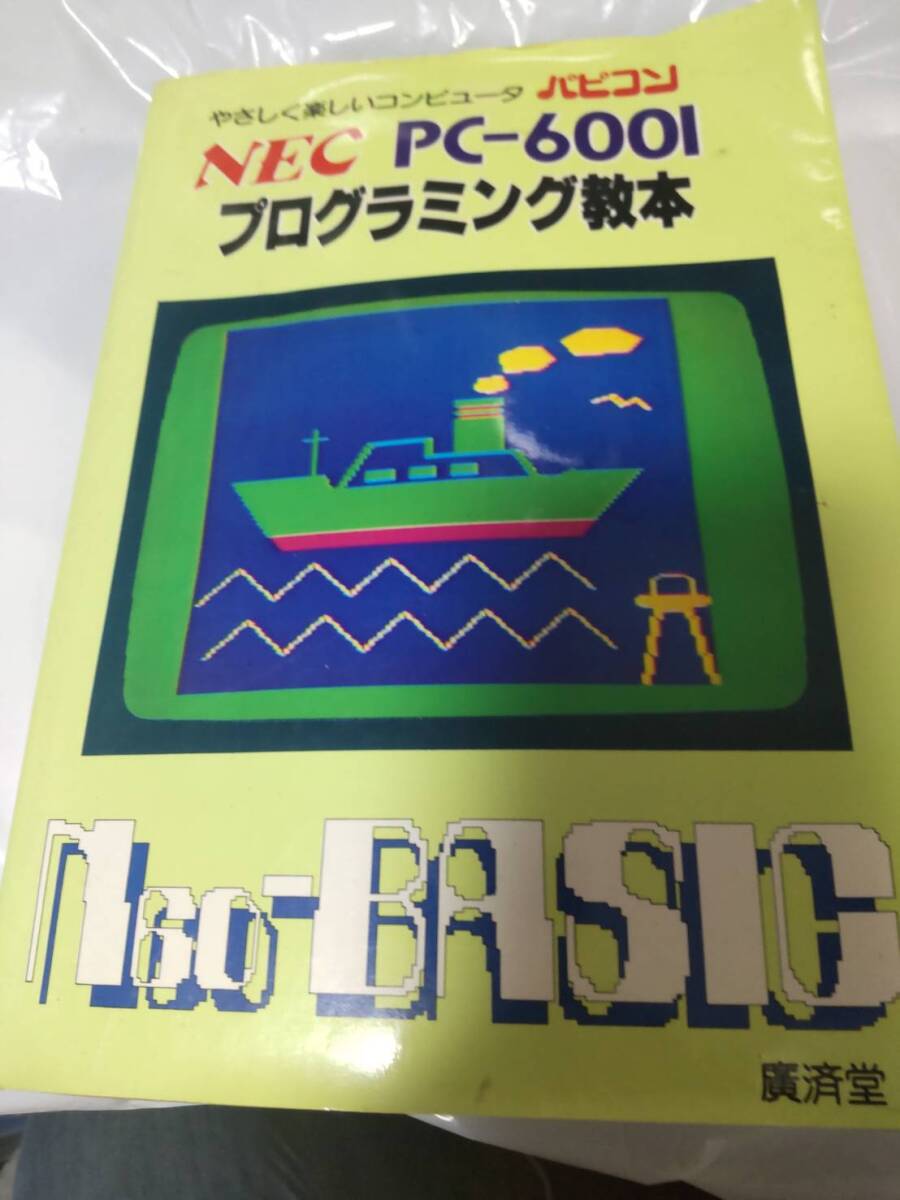 やさしく楽しいコンピュータ パピコン
NEC PC-6001
プログラミング教本
N60-BASIC
廣済堂